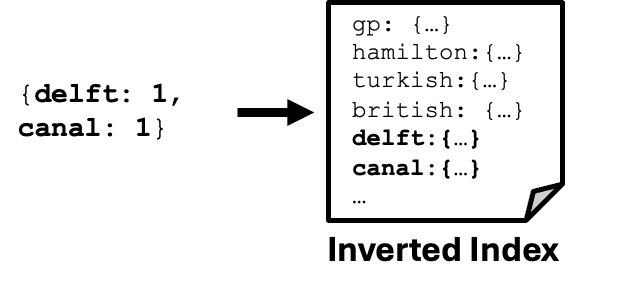 {delft: 1,
canal: 1}
gp: {…}
hamilton:{…}
turkish:{…}
british: {…}
delft:{…}
canal:{…}
…
Inverted Index